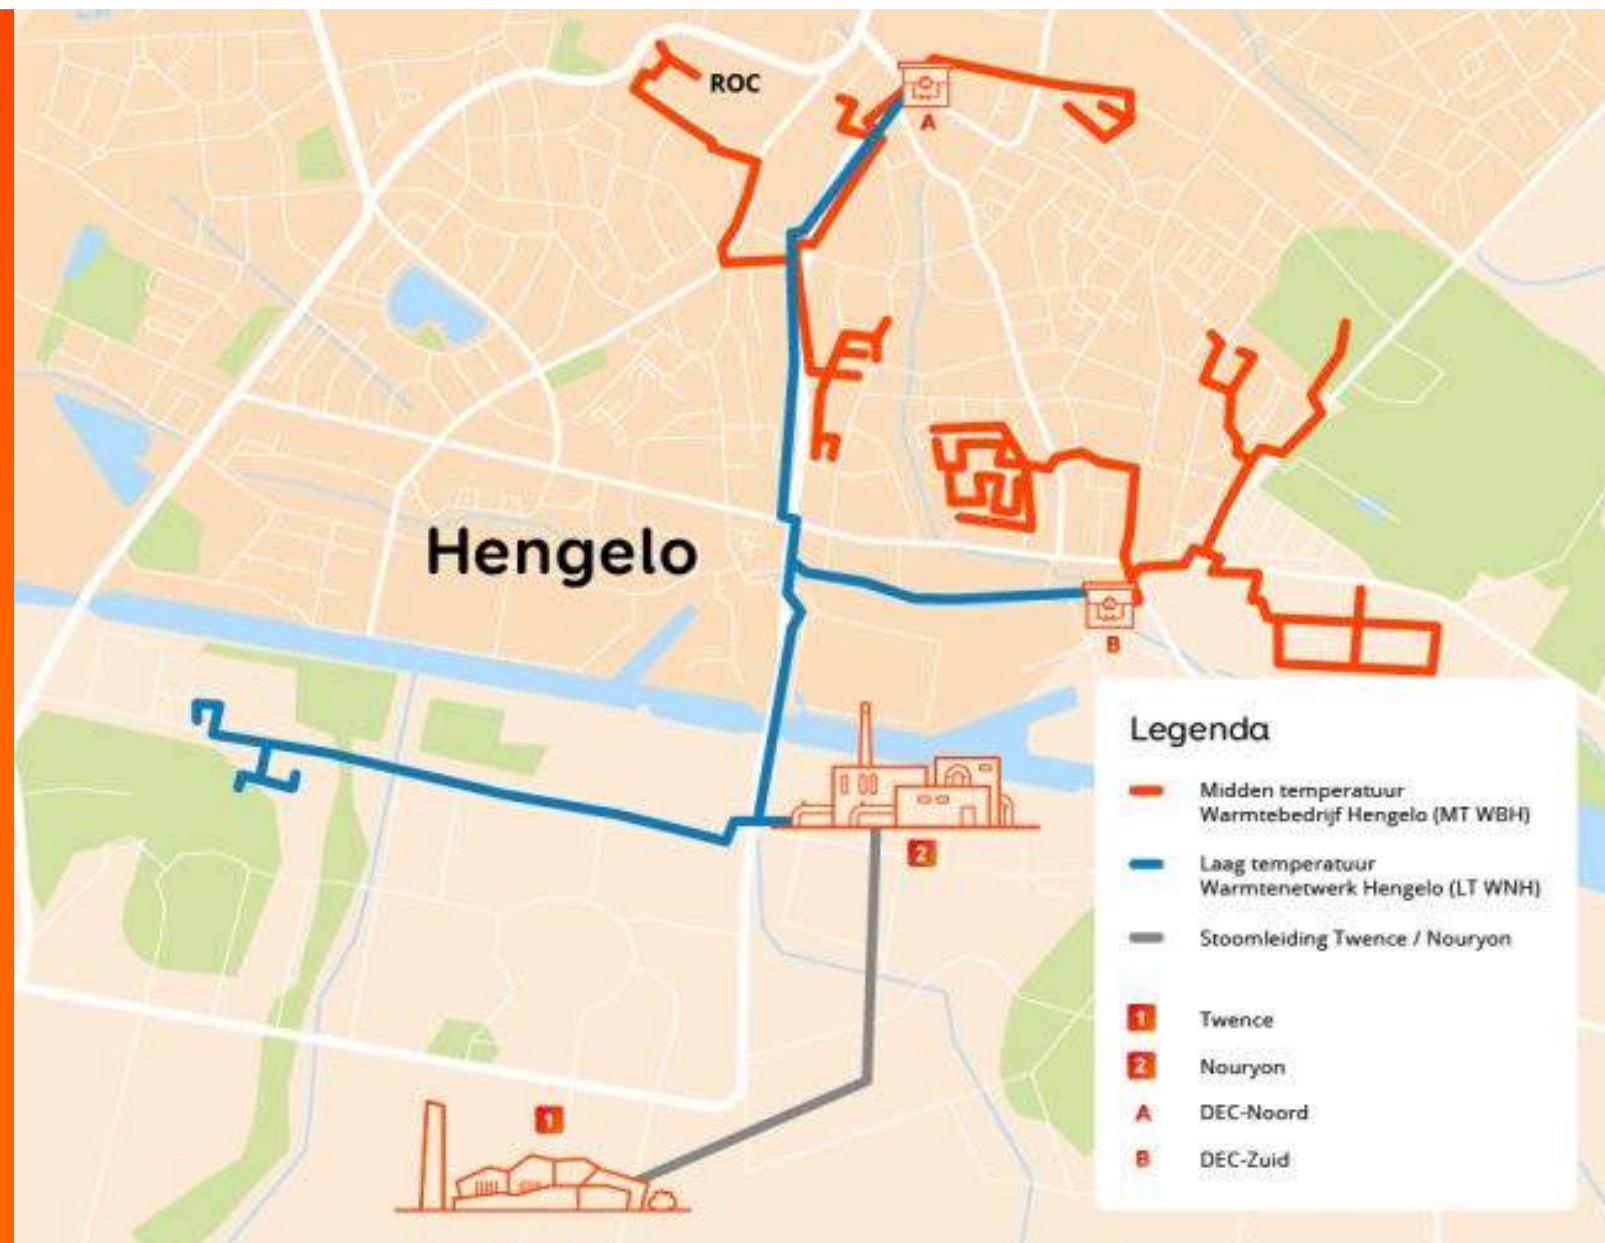 ROC
A
Hengelo
B
2
1
Legenda
Midden temperatuur
Warmtebedrijf Hengelo (MT WBH)
Laag temperatuur
Warmtenetwerk Hengelo (LT WNH)
Stoomleiding Twence / Nouryon
1 Twence
2 Nouryon
A DEC-Noord
B DEC-Zuid